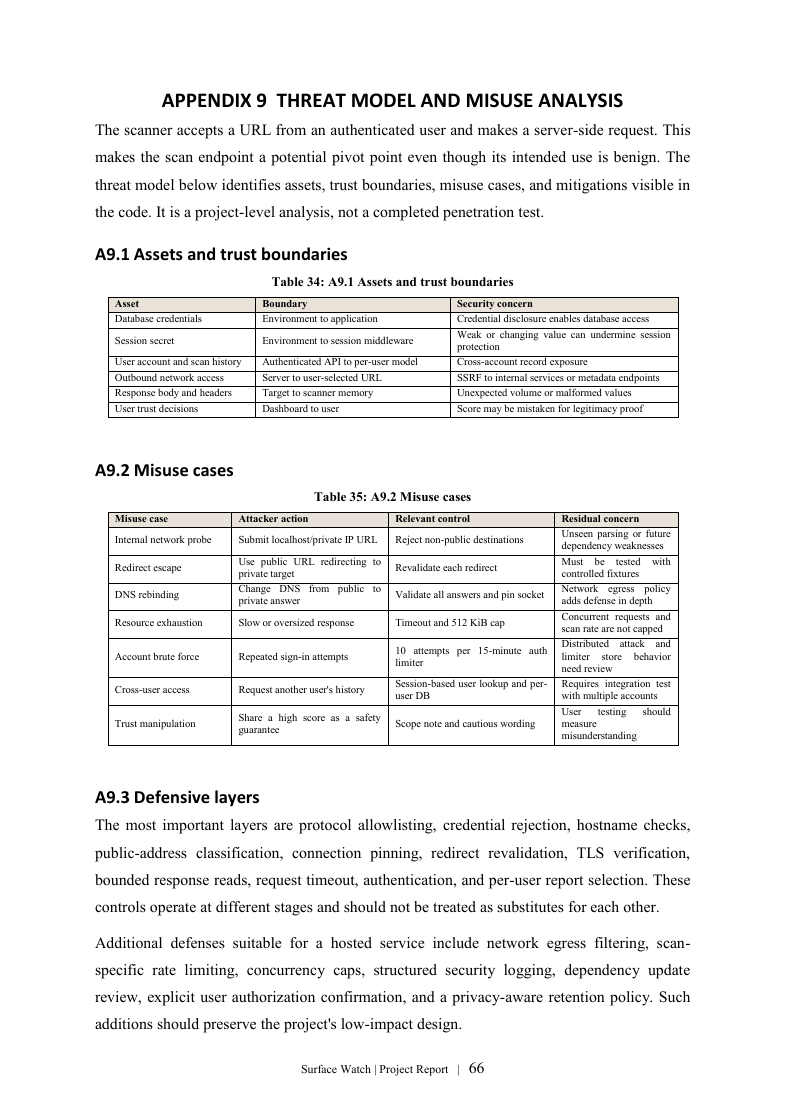 APPENDIX 9  THREAT MODEL AND MISUSE ANALYSIS
The scanner accepts a URL from an authenticated user and makes a server-side request. This
makes the scan endpoint a potential pivot point even though its intended use is benign. The
threat model below identifies assets, trust boundaries, misuse cases, and mitigations visible in
the code. It is a project-level analysis, not a completed penetration test.
A9.1 Assets and trust boundaries
Table 34: A9.1 Assets and trust boundaries
Asset Boundary Security concern
Database credentials Environment to application Credential disclosure enables database access
Session secret Environment to session middleware Weak or changing value can undermine session
protection
User account and scan history Authenticated API to per-user model Cross-account record exposure
Outbound network access Server to user-selected URL SSRF to internal services or metadata endpoints
Response body and headers Target to scanner memory Unexpected volume or malformed values
User trust decisions Dashboard to user Score may be mistaken for legitimacy proof
A9.2 Misuse cases
Table 35: A9.2 Misuse cases
Misuse case Attacker action Relevant control Residual concern
Internal network probe Submit localhost/private IP URL Reject non-public destinations Unseen parsing or future
dependency weaknesses
Redirect escape Use public URL redirecting to
private target Revalidate each redirect Must be tested with
controlled fixtures
DNS rebinding Change DNS from public to
private answer Validate all answers and pin socket Network egress policy
adds defense in depth
Resource exhaustion Slow or oversized response Timeout and 512 KiB cap Concurrent requests and
scan rate are not capped
Account brute force Repeated sign-in attempts 10 attempts per 15-minute auth
limiter Distributed attack and
limiter store behavior
need review
Cross-user access Request another user's history Session-based user lookup and per-
user DB Requires integration test
with multiple accounts
Trust manipulation Share a high score as a safety
guarantee Scope note and cautious wording User testing should
measure
misunderstanding
A9.3 Defensive layers
The most important layers are protocol allowlisting, credential rejection, hostname checks,
public-address classification, connection pinning, redirect revalidation, TLS verification,
bounded response reads, request timeout, authentication, and per-user report selection. These
controls operate at different stages and should not be treated as substitutes for each other.
Additional defenses suitable for a hosted service include network egress filtering, scan-
specific rate limiting, concurrency caps, structured security logging, dependency update
review, explicit user authorization confirmation, and a privacy-aware retention policy. Such
additions should preserve the project's low-impact design.
Surface Watch | Project Report | 66